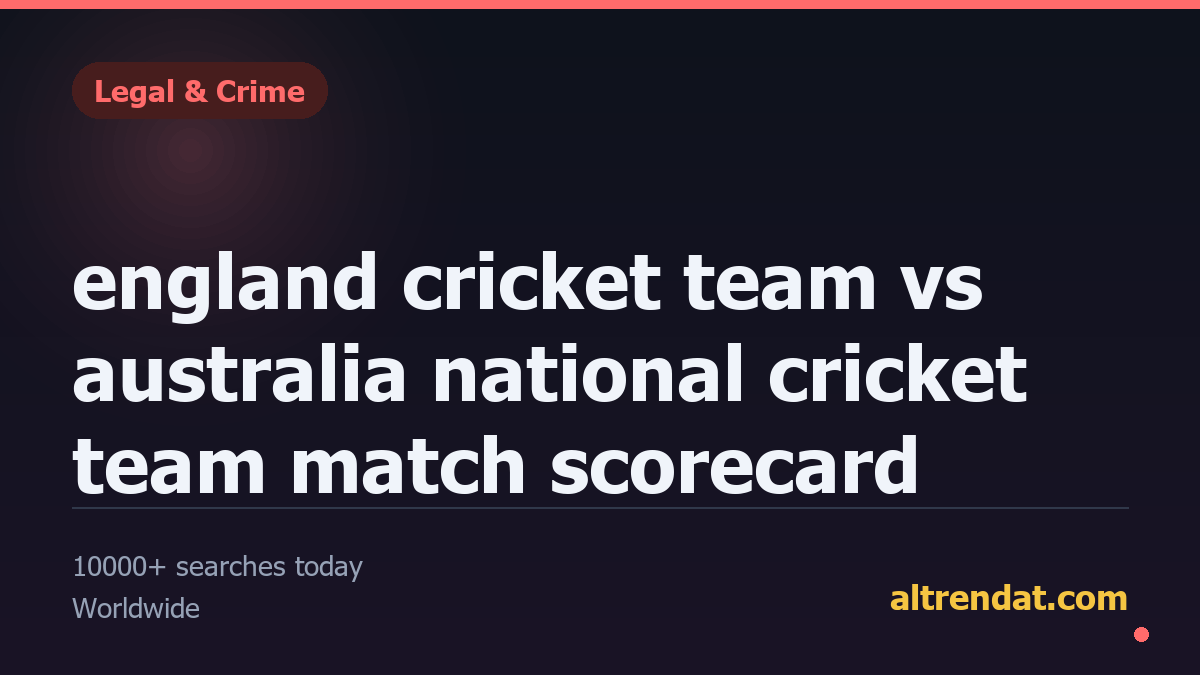 Legal & Crime
england cricket team vs
australia national cricket
team match scorecard
10000+ searches today
Worldwide
altrendat.com